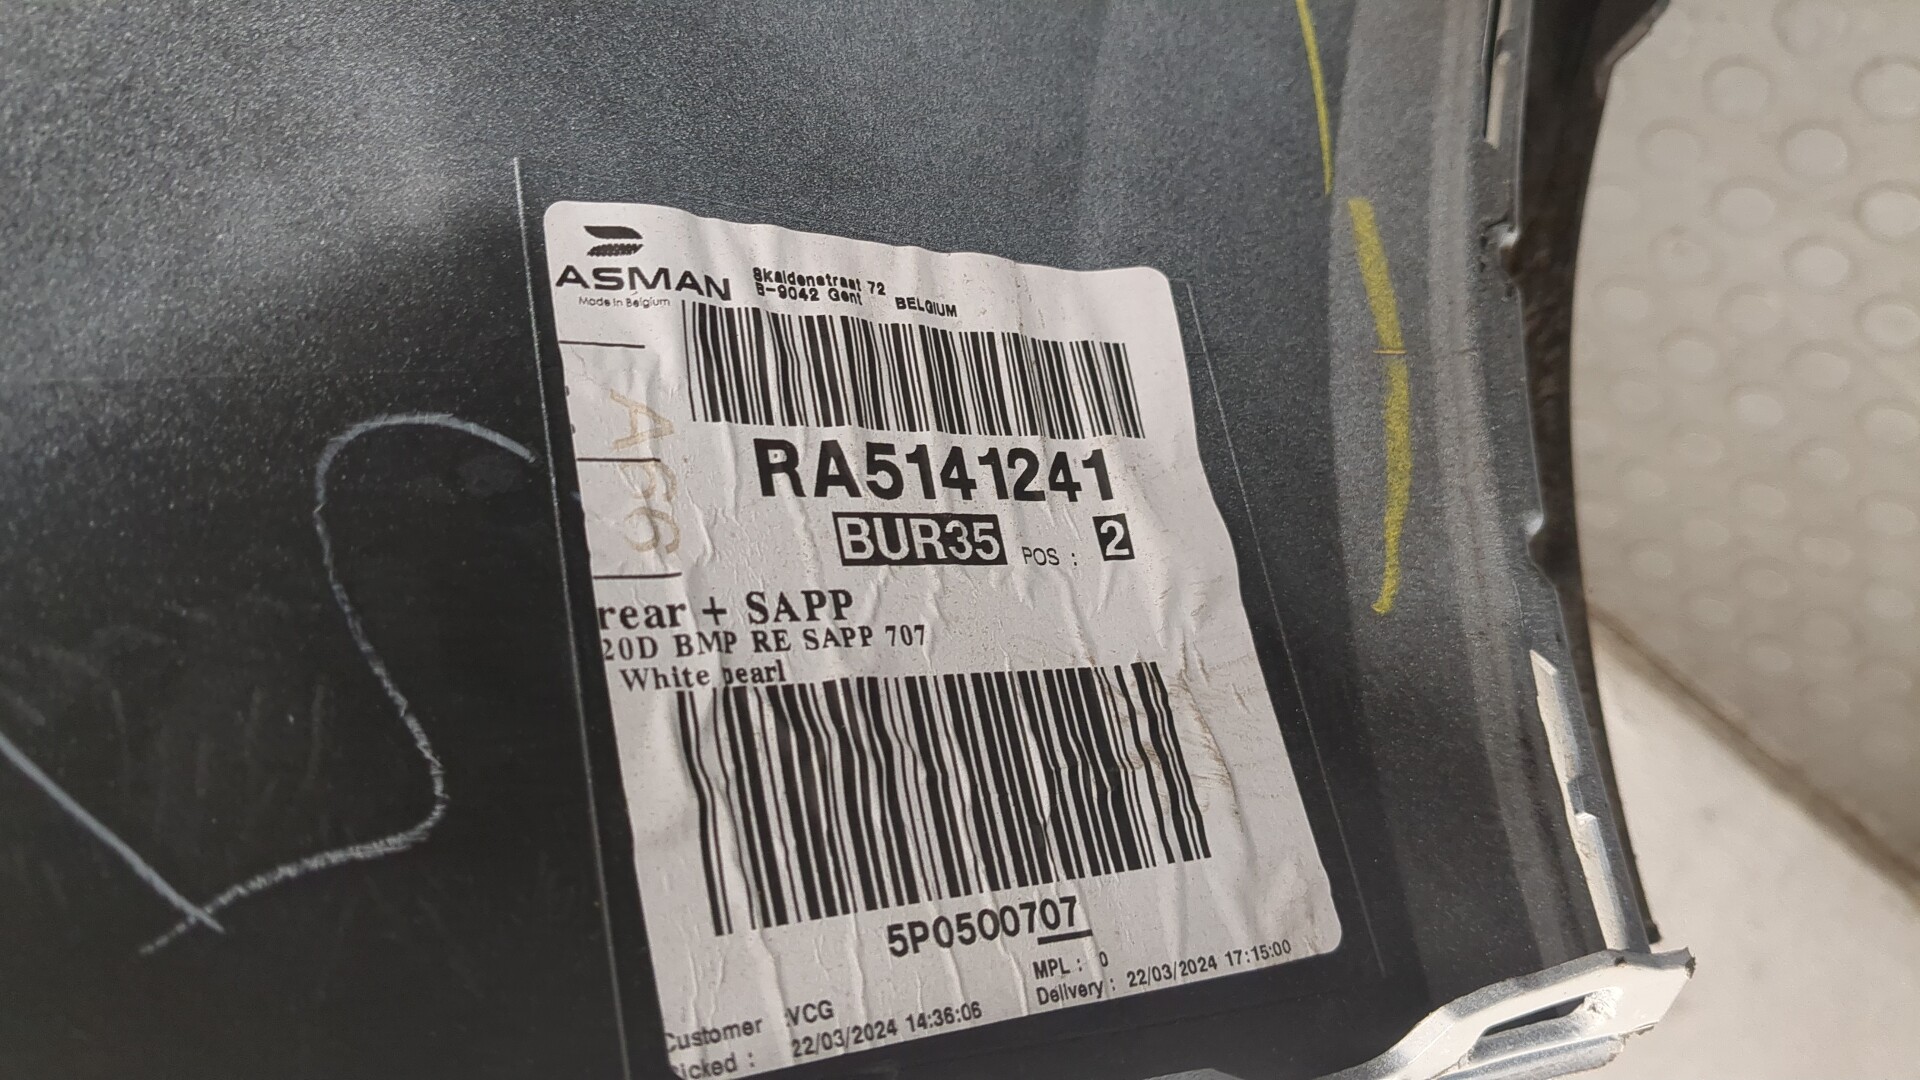 ASMAN
Made in Belgium
Skaldenstraat 72
B-9042 Gent
BELGIUM
RA5141241
BUR35 POS : 2
A66
rear + SAPP
20D BMP RE SAPP 707
White pearl
5P0500707
MPL : 0
Customer :VCG
Delivery : 22/03/2024 17:15:00
icked : 22/03/2024 14:36:06